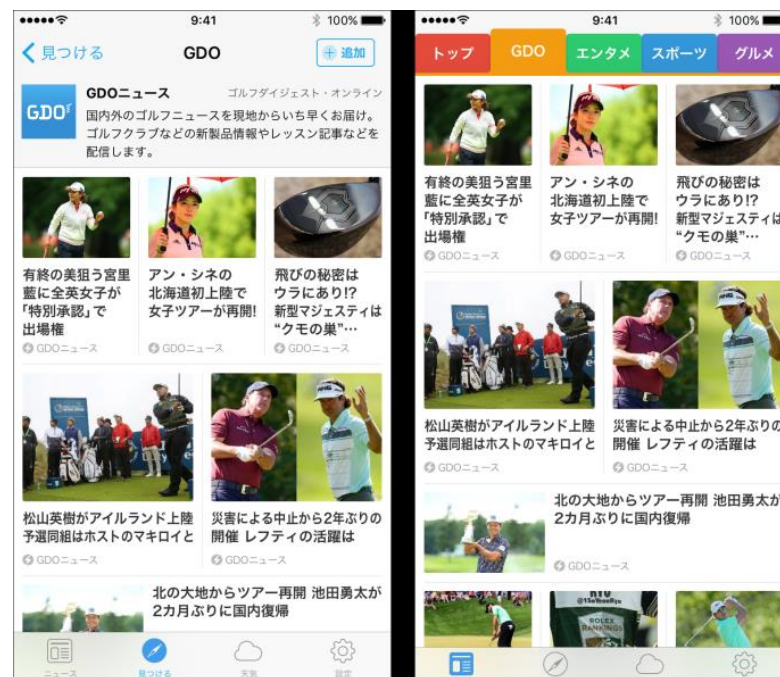 9:41
100%
見つける
GDO
追加
GDO
GDOニュース
ゴルフダイジェスト・オンライン
国内外のゴルフニュースを現地からいち早くお届け。
ゴルフクラブなどの新製品情報やレッスン記事などを
配信します。
有終の美狙う宮里
藍に全英女子が
「特別承認」で
出場権
GDOニュース
アン・シネの
北海道初上陸で
女子ツアーが再開!
GDOニュース
飛びの秘密は
ウラにあり!?
新型マジェスティは
“クモの巣”…
GDOニュース
松山英樹がアイルランド上陸
予選同組はホストのマキロイと
GDOニュース
災害による中止から2年ぶりの
開催 レフティの活躍は
GDOニュース
北の大地からツアー再開 池田勇太が
2カ月ぶりに国内復帰
ニュース
見つける
天気
設定
9:41
100%
トップ
GDO
エンタメ
スポーツ
グルメ
有終の美狙う宮里
藍に全英女子が
「特別承認」で
出場権
GDOニュース
アン・シネの
北海道初上陸で
女子ツアーが再開!
GDOニュース
飛びの秘密は
ウラにあり!?
新型マジェスティは
“クモの巣”…
GDOニュース
松山英樹がアイルランド上陸
予選同組はホストのマキロイと
GDOニュース
災害による中止から2年ぶりの
開催 レフティの活躍は
GDOニュース
北の大地からツアー再開 池田勇太が
2カ月ぶりに国内復帰
GDOニュース
ROLEX
RANKINGS